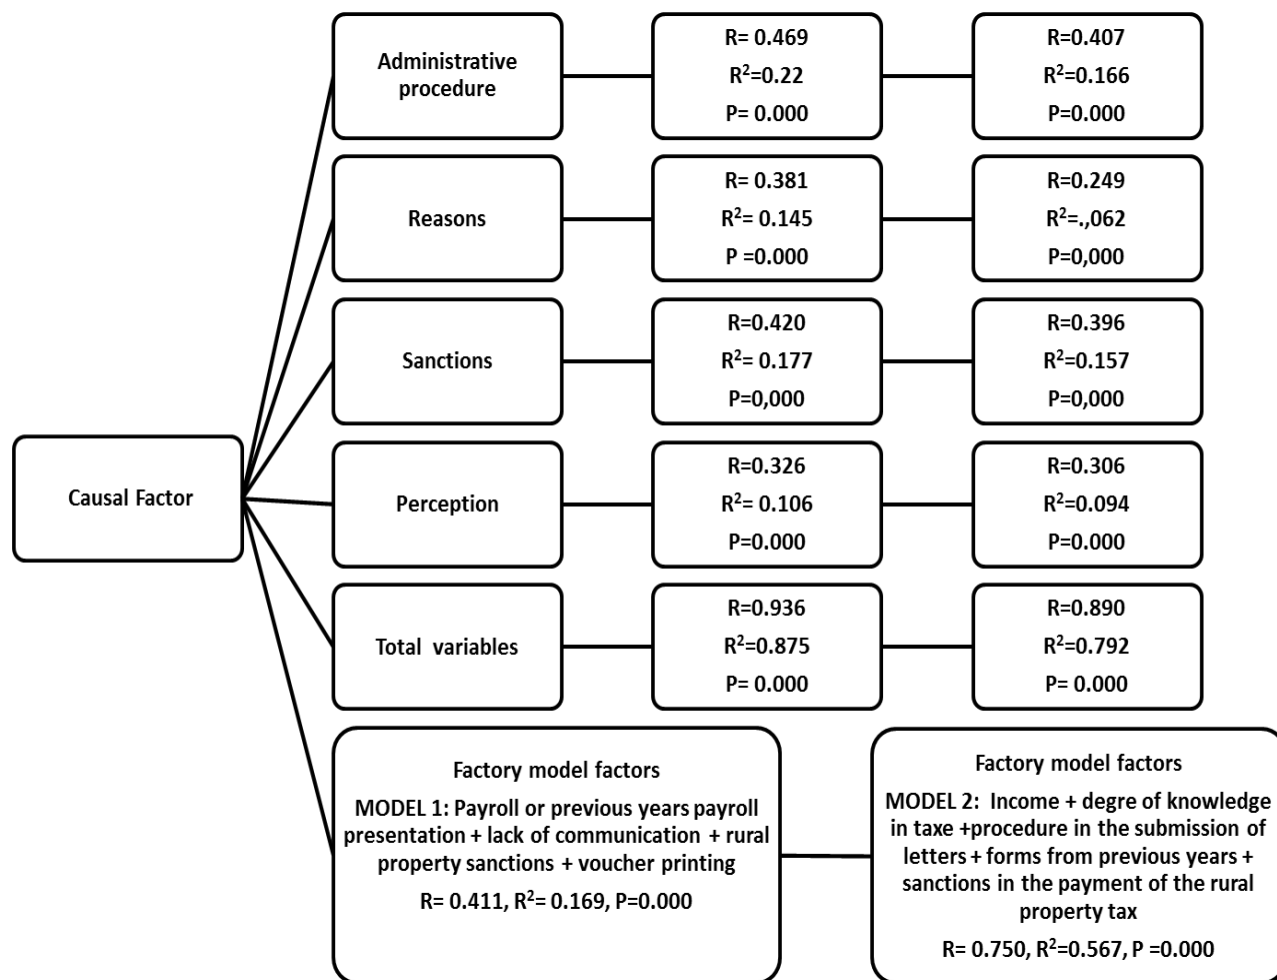 Administrative
procedure
R= 0.469
R²=0.22
P= 0.000
R=0.407
R²=0.166
P=0.000
Reasons
R= 0.381
R²= 0.145
P =0.000
R=0.249
R²=.,062
P=0,000
Sanctions
R=0.420
R²= 0.177
P=0,000
R=0.396
R²=0.157
P=0,000
Causal Factor
Perception
R=0.326
R²= 0.106
P=0.000
R=0.306
R²=0.094
P=0.000
Total variables
R=0.936
R²=0.875
P= 0.000
R=0.890
R²=0.792
P= 0.000
Factory model factors
MODEL 1: Payroll or previous years payroll
presentation + lack of communication + rural
property sanctions + voucher printing
R= 0.411, R²= 0.169, P=0.000
Factory model factors
MODEL 2: Income + degre of knowledge
in taxe +procedure in the submission of
letters + forms from previous years +
sanctions in the payment of the rural
property tax
R= 0.750, R²=0.567, P =0.000